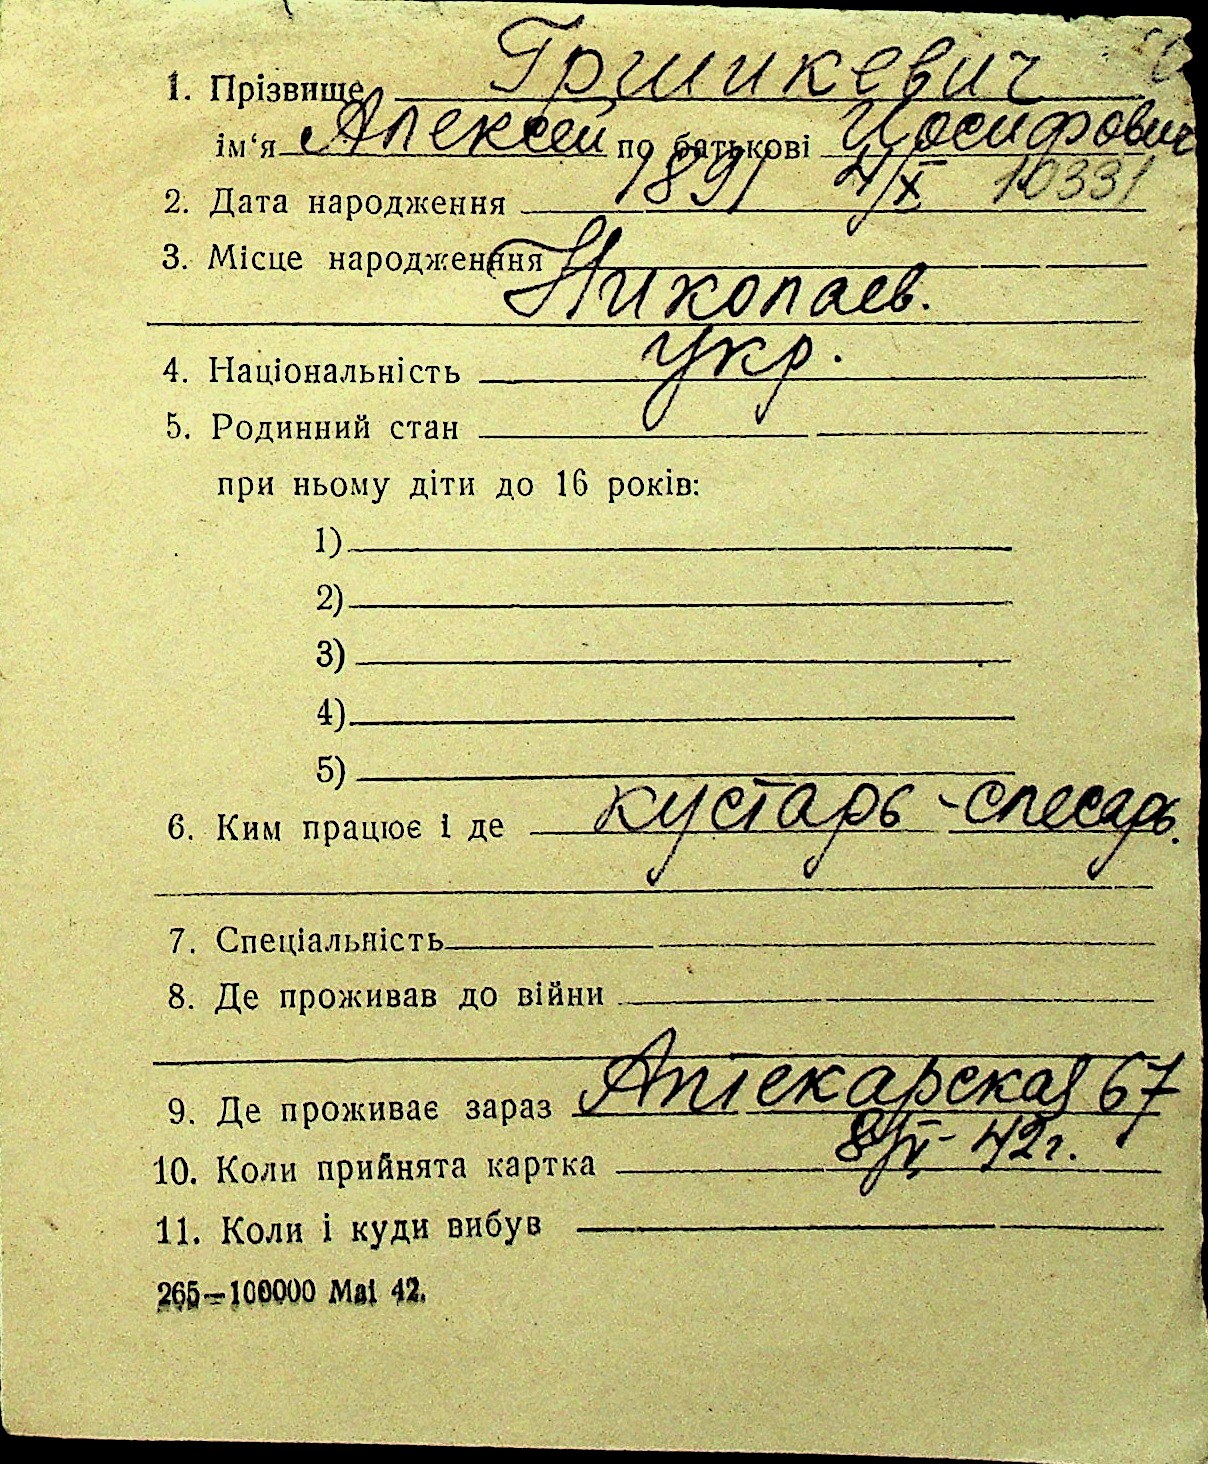 1. Прізвище Гришкевич
ім‘я Алексей по батькові Иосифович
2. Дата народження 1891 4/X 10331
3. Місце народження
Николаев.
4. Національність укр.
5. Родинний стан
при ньому діти до 16 років:
1)
2)
3)
4)
5)
6. Ким працює і де кустарь-слесарь.
7. Спеціальність
8. Де проживав до війни
9. Де проживає зараз Аптекарская 67
10. Коли прийнята картка 8/VI-42г.
11. Коли і куди вибув
265—100000 Mai 42.